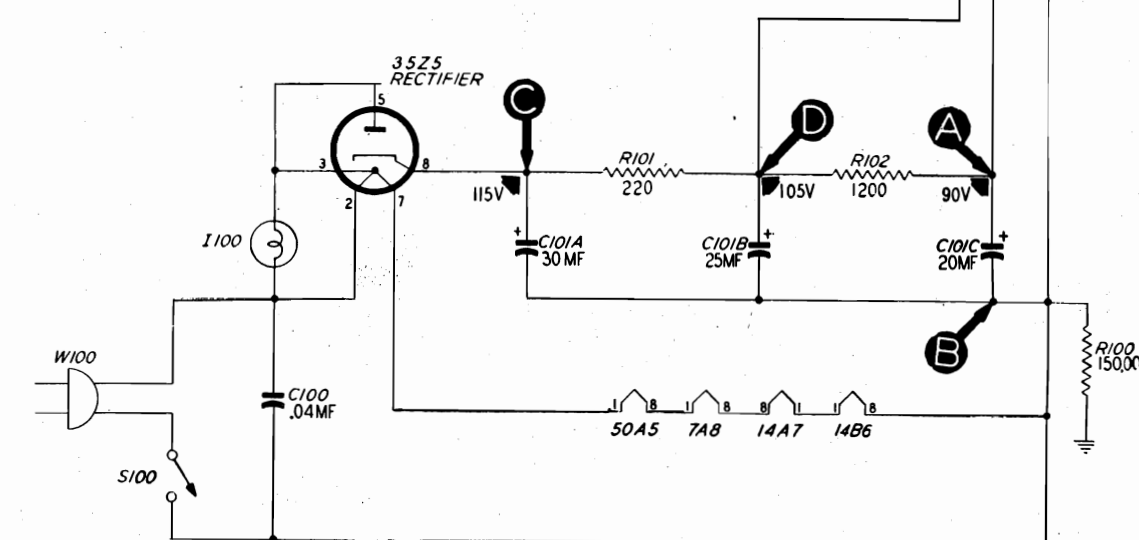 35Z5
RECTIFIER
5
3
8
2
7
C
D
A
R101
220
R102
1200
115V
105V
90V
I100
+
C101A
30 MF
+
C101B
25MF
+
C101C
20MF
B
W100
C100
.04MF
R100
150,00
1 8 1 8 8 1 1 8
50A5 7A8 14A7 14B6
S100